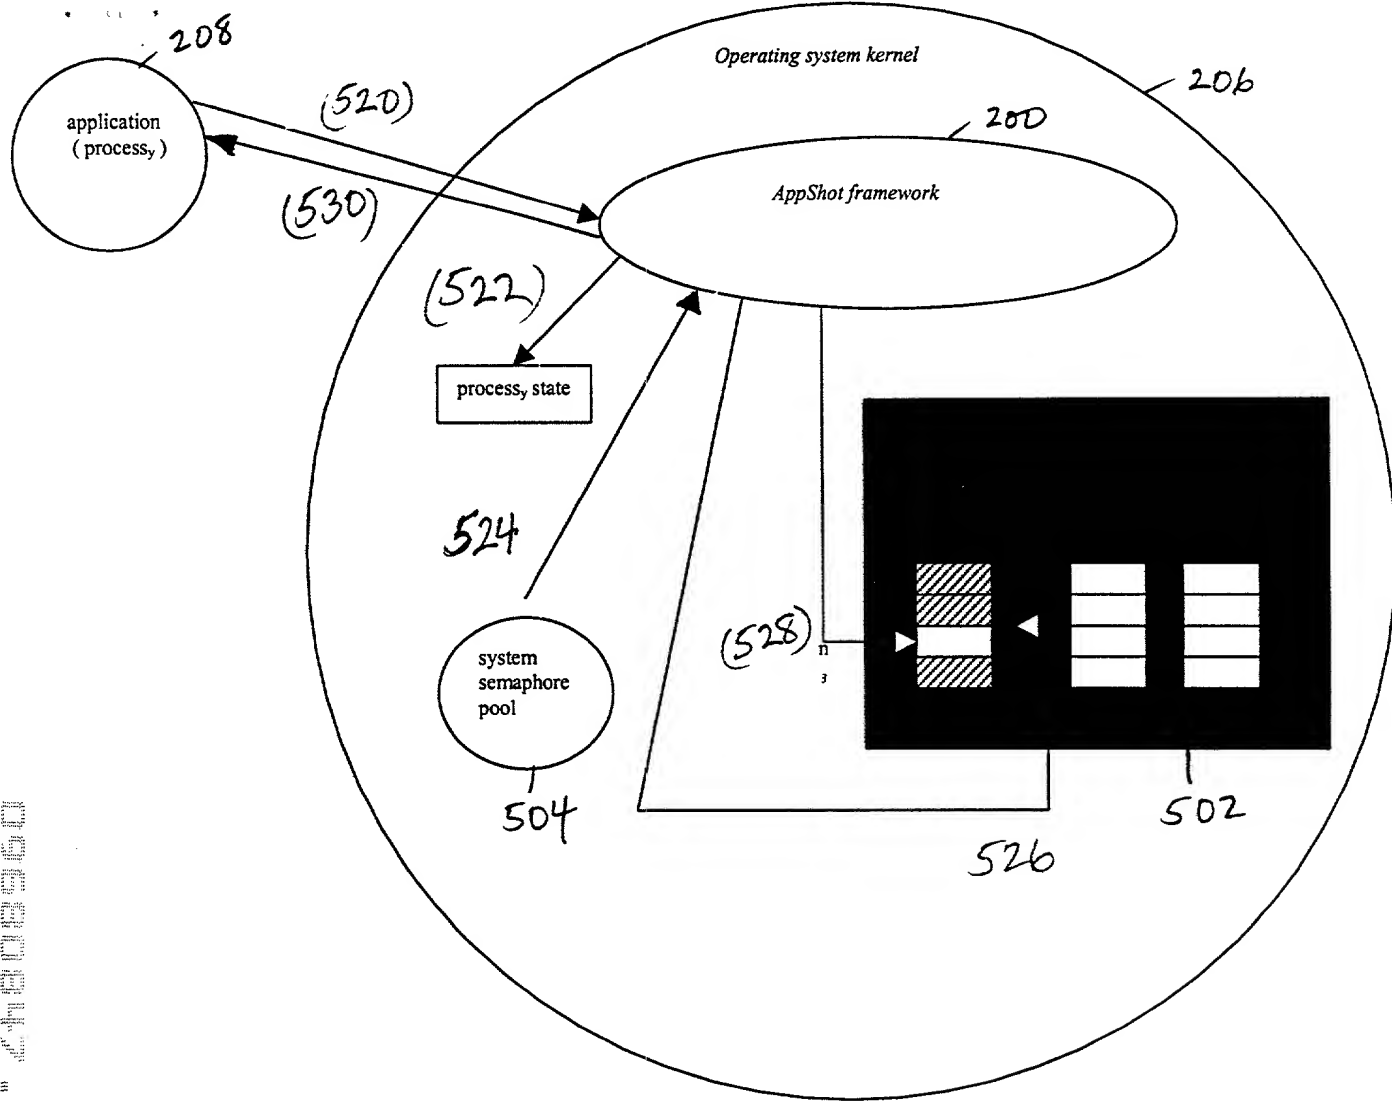 208
Operating system kernel
206
(520)
application
( processy )
200
AppShot framework
(530)
(522)
processy state
524
(528)
n
3
system
semaphore
pool
504
502
526